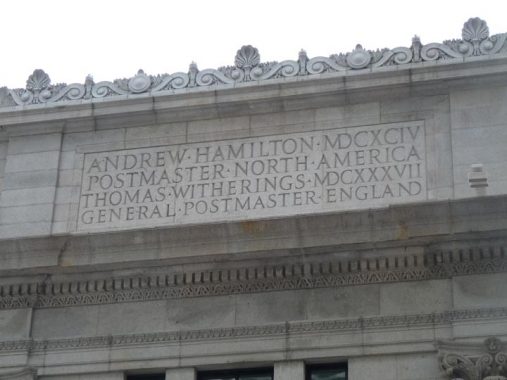 ANDREW·HAMILTON·MDCXCIV
POSTMASTER·NORTH·AMERICA
THOMAS·WITHERINGS·MDCXXXVII
GENERAL·POSTMASTER·ENGLAND